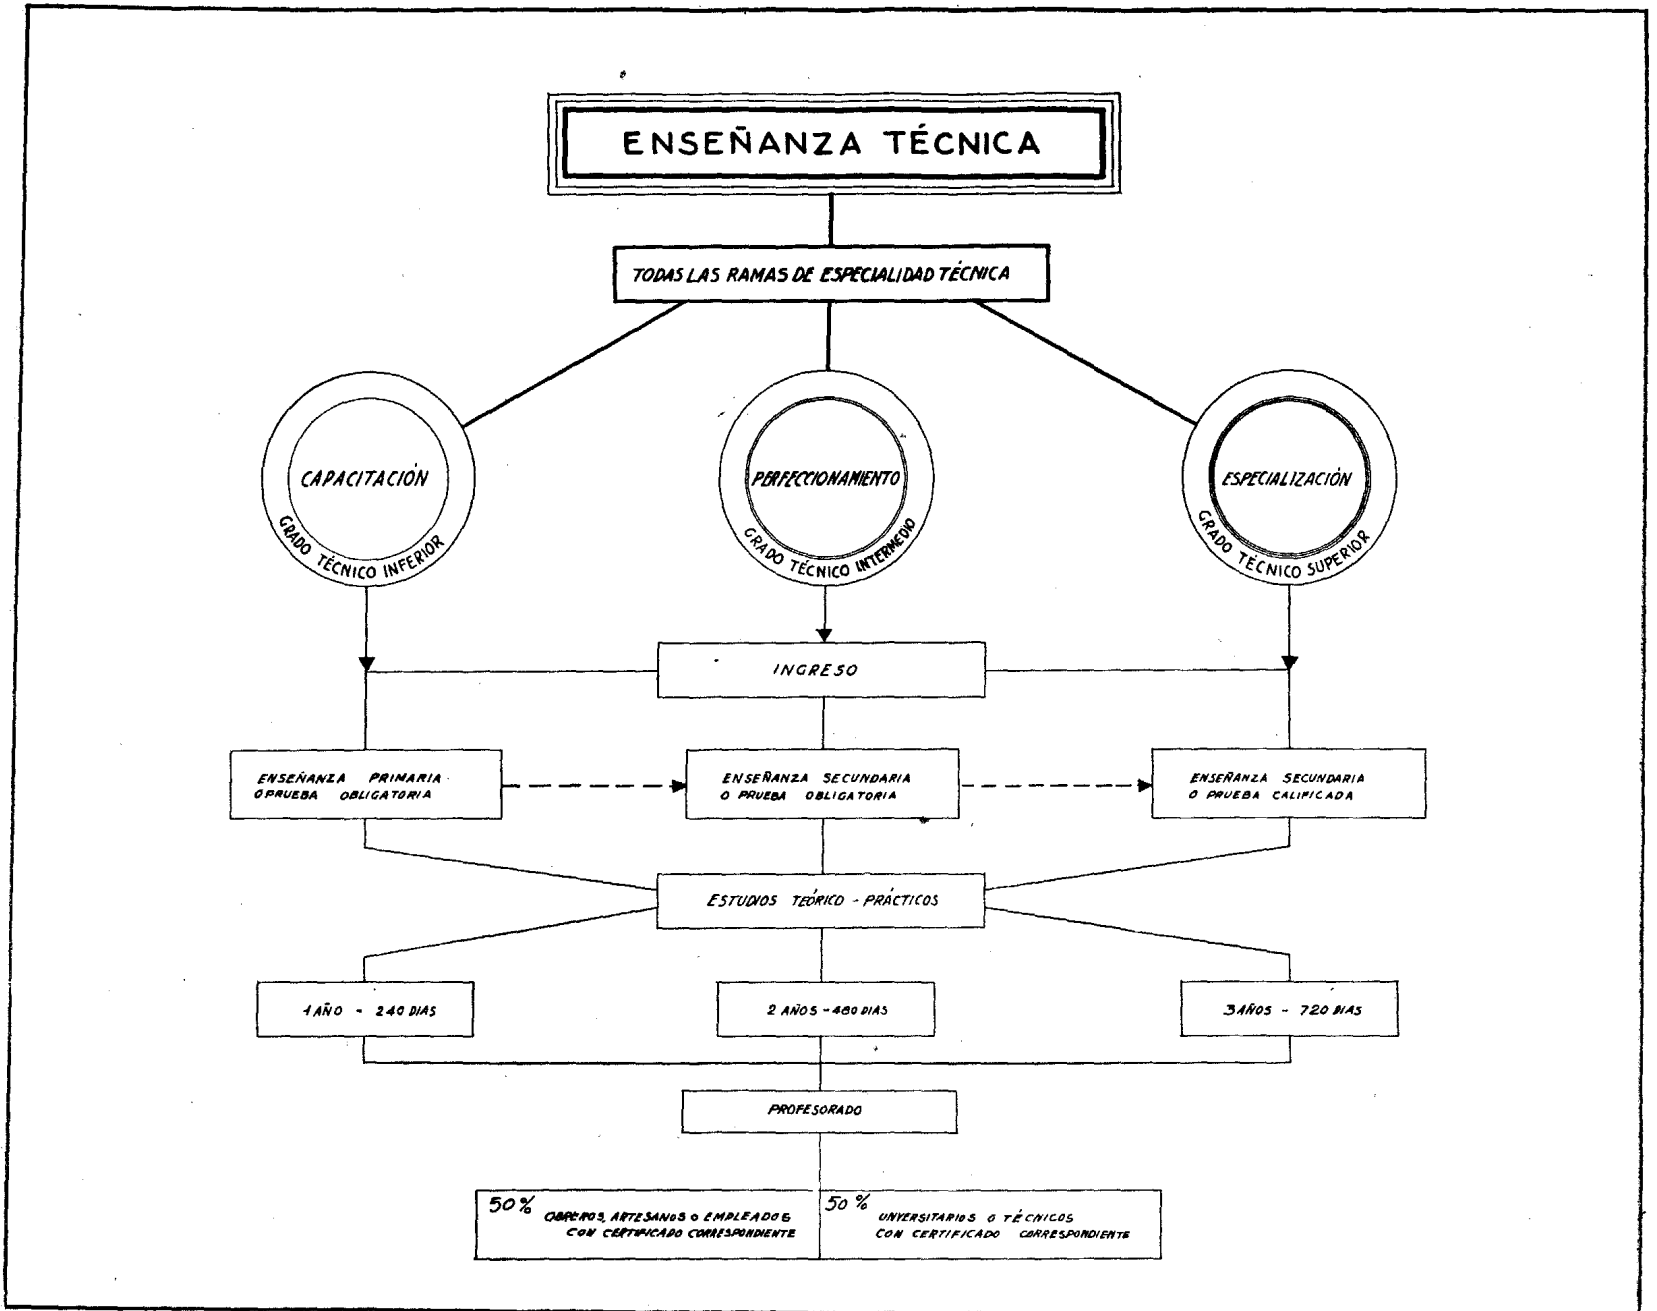 ENSEÑANZA TÉCNICA
TODAS LAS RAMAS DE ESPECIALIDAD TÉCNICA
CAPACITACIÓN
GRADO TÉCNICO INFERIOR
PERFECCIONAMIENTO
GRADO TÉCNICO INTERMEDIO
ESPECIALIZACIÓN
GRADO TÉCNICO SUPERIOR
INGRESO
ENSEÑANZA PRIMARIA
O PRUEBA OBLIGATORIA
ENSEÑANZA SECUNDARIA
O PRUEBA OBLIGATORIA
ENSEÑANZA SECUNDARIA
O PRUEBA CALIFICADA
ESTUDIOS TEÓRICO - PRÁCTICOS
1 AÑO - 240 DIAS
2 AÑOS - 480 DIAS
3 AÑOS - 720 DIAS
PROFESORADO
50% OBREROS, ARTESANOS O EMPLEADOS
CON CERTIFICADO CORRESPONDIENTE
50% UNVERSITARIOS O TÉCNICOS
CON CERTIFICADO CORRESPONDIENTE